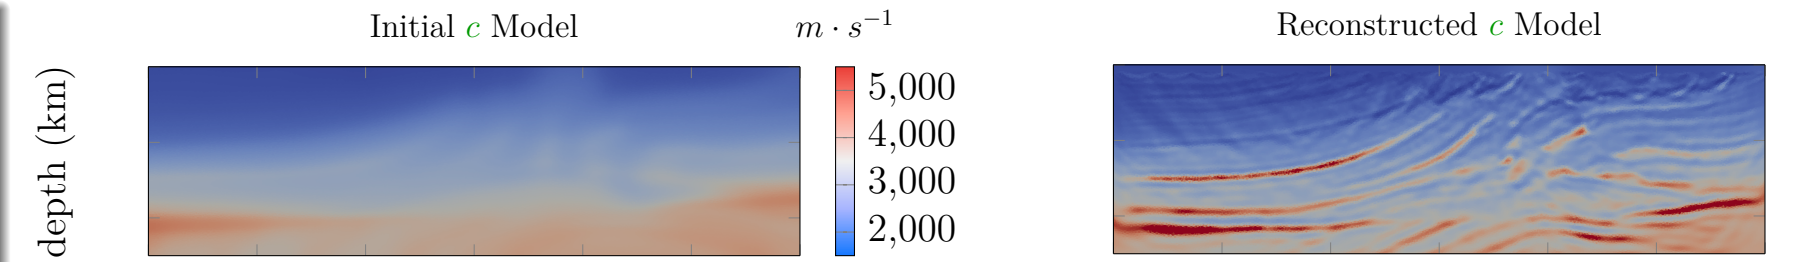 Initial c Model
m · s⁻¹
Reconstructed c Model
depth (km)
5,000
4,000
3,000
2,000